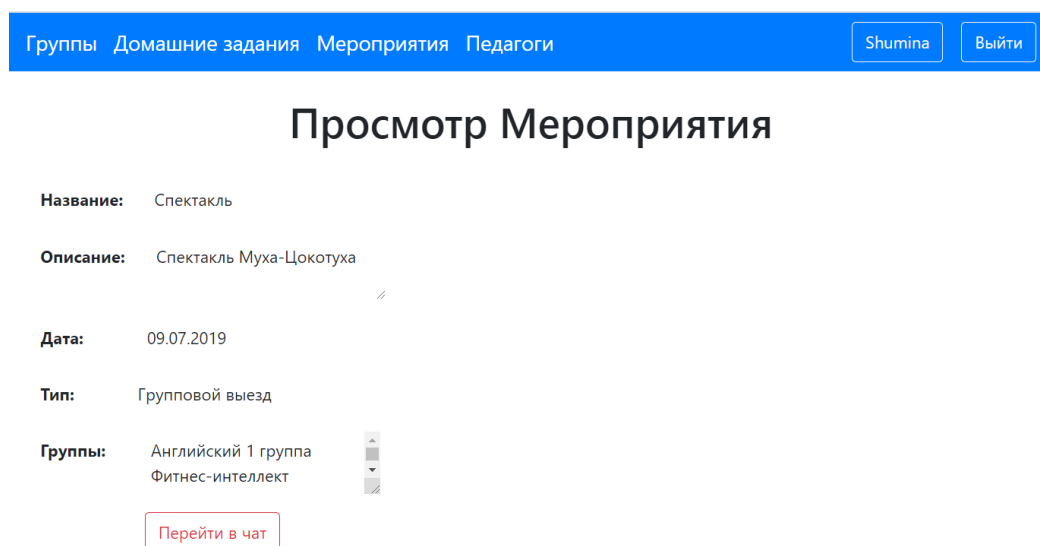 Группы Домашние задания Мероприятия Педагоги Shumina Выйти
Просмотр Мероприятия
Название: Спектакль
Описание: Спектакль Муха-Цокотуха
Дата: 09.07.2019
Тип: Групповой выезд
Группы: Английский 1 группа
Фитнес-интеллект
Перейти в чат